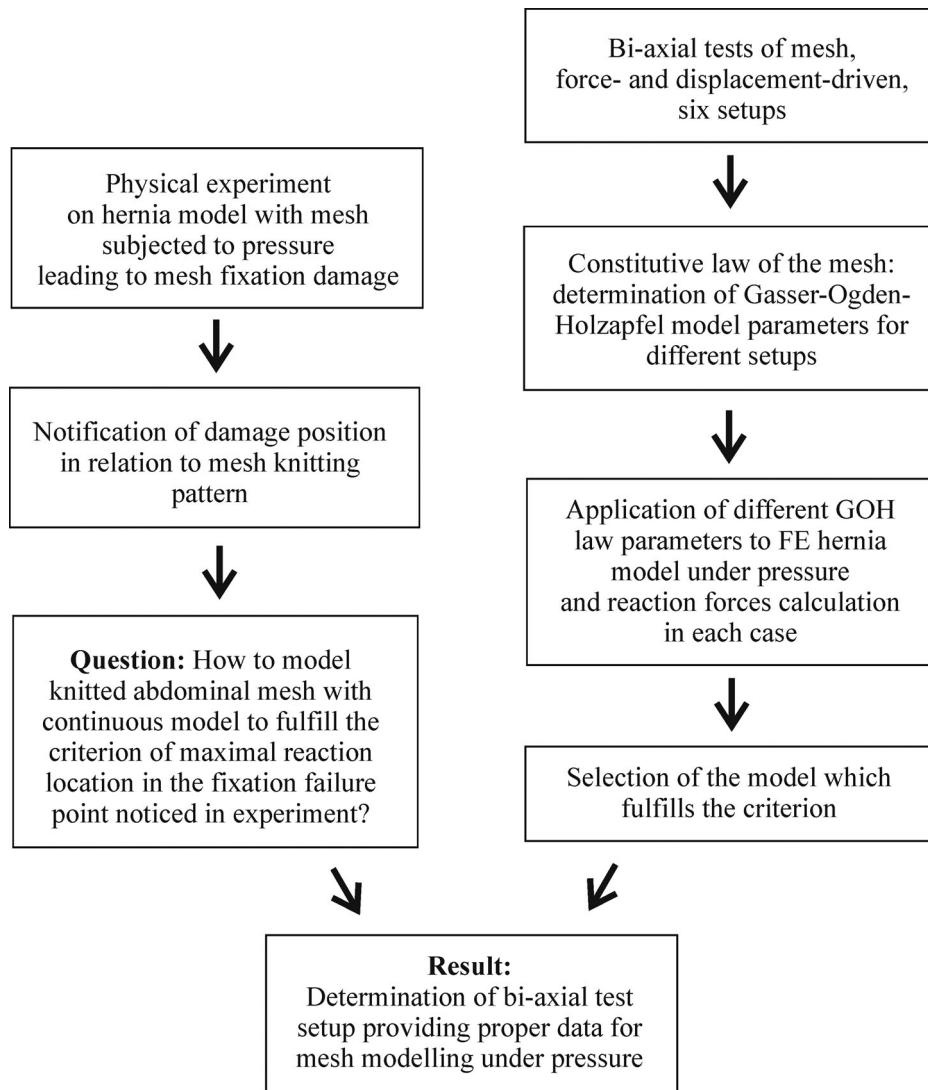 Physical experiment
on hernia model with mesh
subjected to pressure
leading to mesh fixation damage
Notification of damage position
in relation to mesh knitting
pattern
Question: How to model
knitted abdominal mesh with
continuous model to fulfill the
criterion of maximal reaction
location in the fixation failure
point noticed in experiment?
Bi-axial tests of mesh,
force- and displacement-driven,
six setups
Constitutive law of the mesh:
determination of Gasser-Ogden-
Holzapfel model parameters for
different setups
Application of different GOH
law parameters to FE hernia
model under pressure
and reaction forces calculation
in each case
Selection of the model which
fulfills the criterion
Result:
Determination of bi-axial test
setup providing proper data for
mesh modelling under pressure